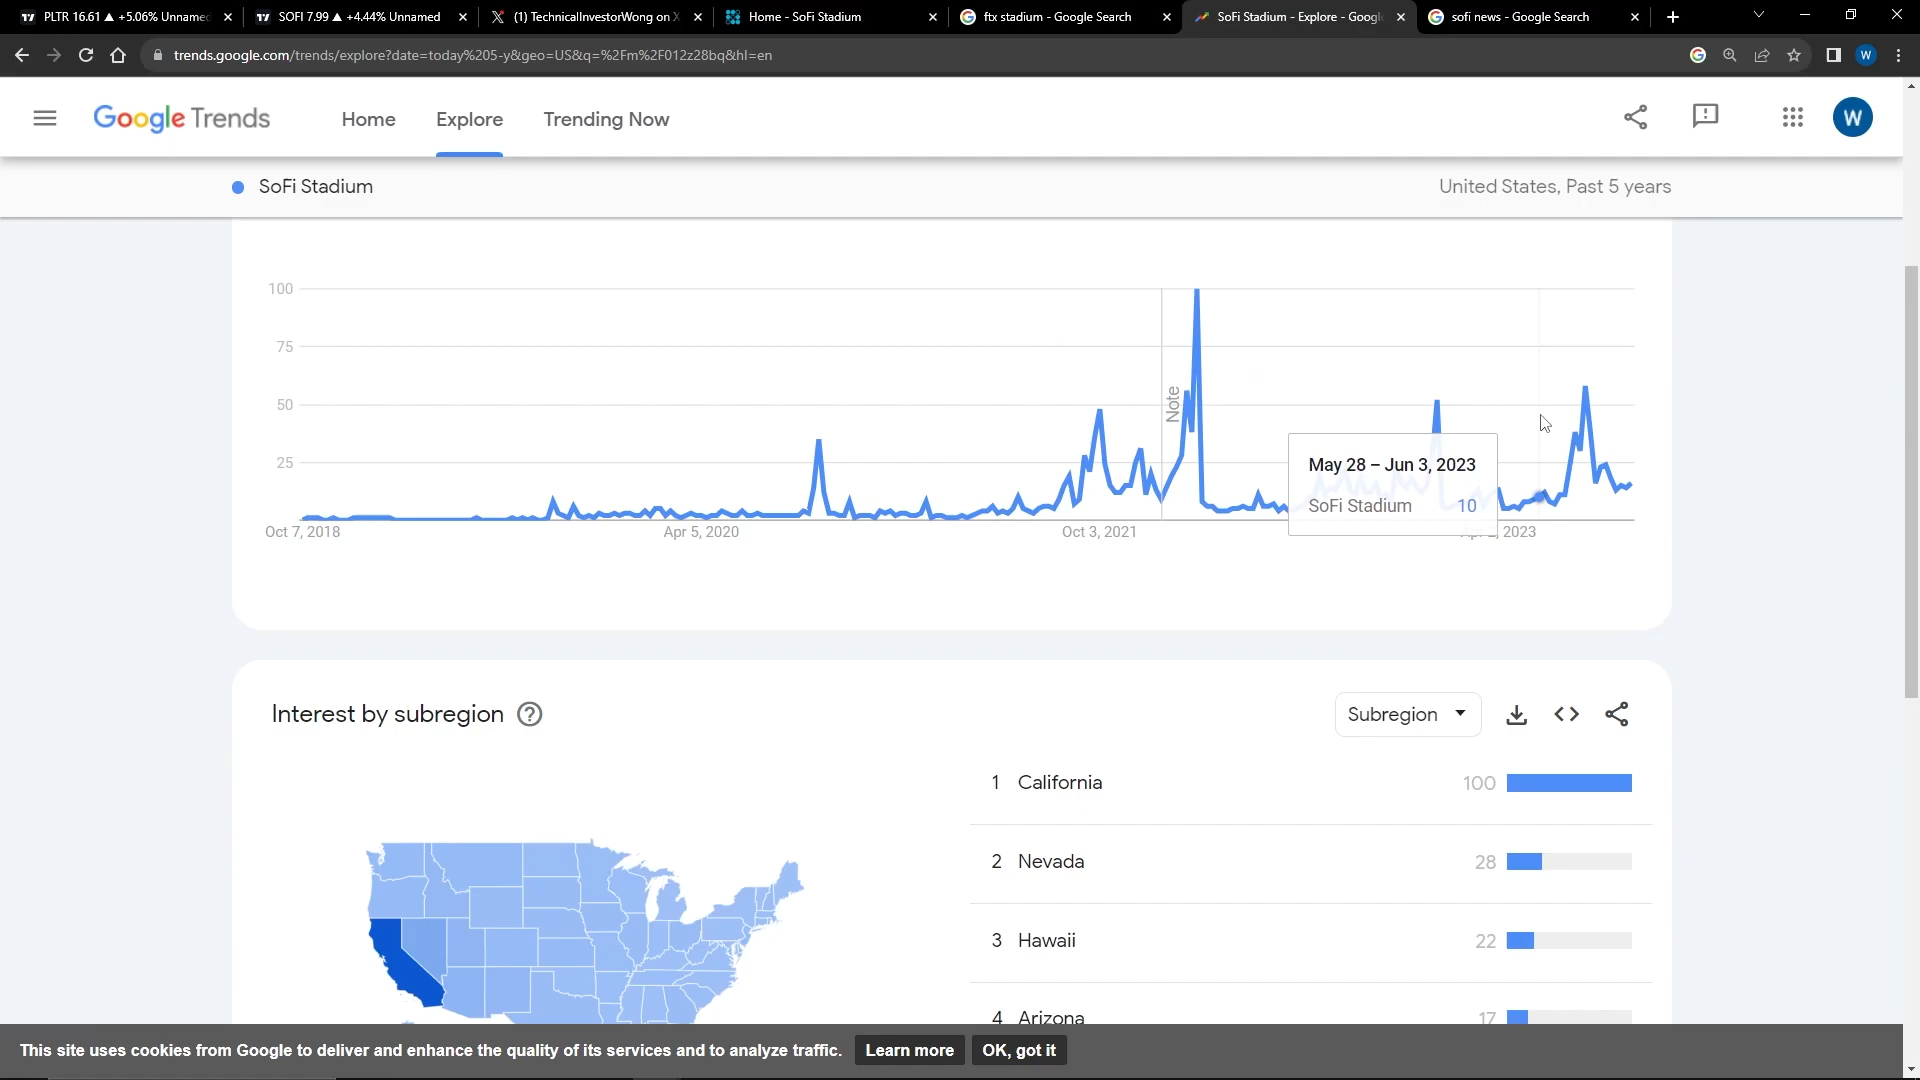 PLTR 16.61 ▲ +5.06% Unnamed
SOFI 7.99 ▲ +4.44% Unnamed
(1) TechnicalInvestorWong on X
Home - SoFi Stadium
ftx stadium - Google Search
SoFi Stadium - Explore - Google
sofi news - Google Search
trends.google.com/trends/explore?date=today%205-y&geo=US&q=%2Fm%2F012z28bq&hl=en
W
Google Trends
Home
Explore
Trending Now
W
SoFi Stadium
United States, Past 5 years
100
75
50
25
Note
May 28 – Jun 3, 2023
SoFi Stadium 10
Oct 7, 2018
Apr 5, 2020
Oct 3, 2021
2023
Interest by subregion
Subregion
1 California 100
2 Nevada 28
3 Hawaii 22
4 Arizona 17
This site uses cookies from Google to deliver and enhance the quality of its services and to analyze traffic.
Learn more
OK, got it